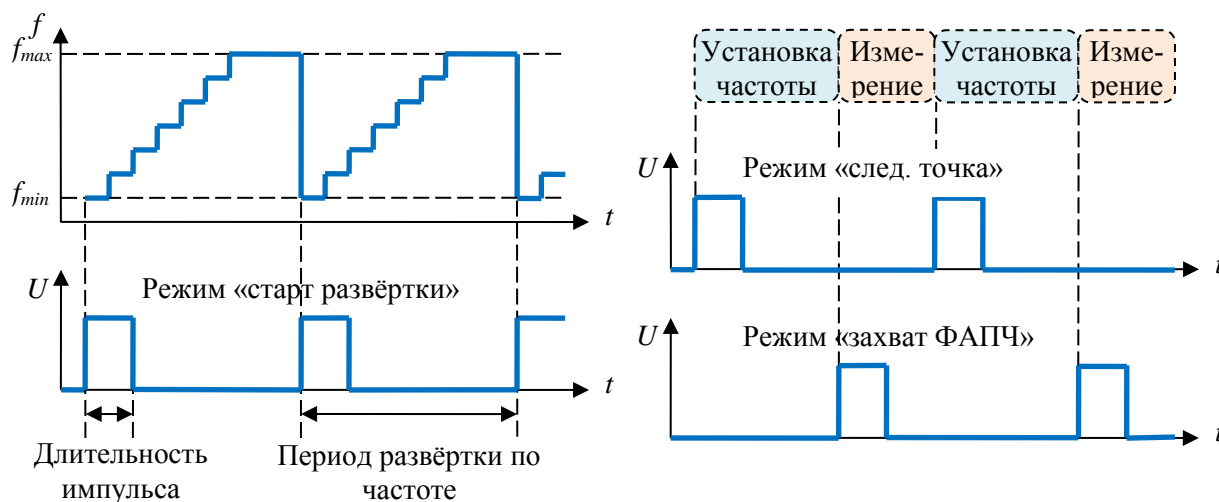 f
fmax
fmin
t
U
Режим «старт развёртки»
t
Длительность
импульса
Период развёртки по
частоте
Установка
частоты
Изме-
рение
Установка
частоты
Изме-
рение
U
Режим «след. точка»
t
U
Режим «захват ФАПЧ»
t